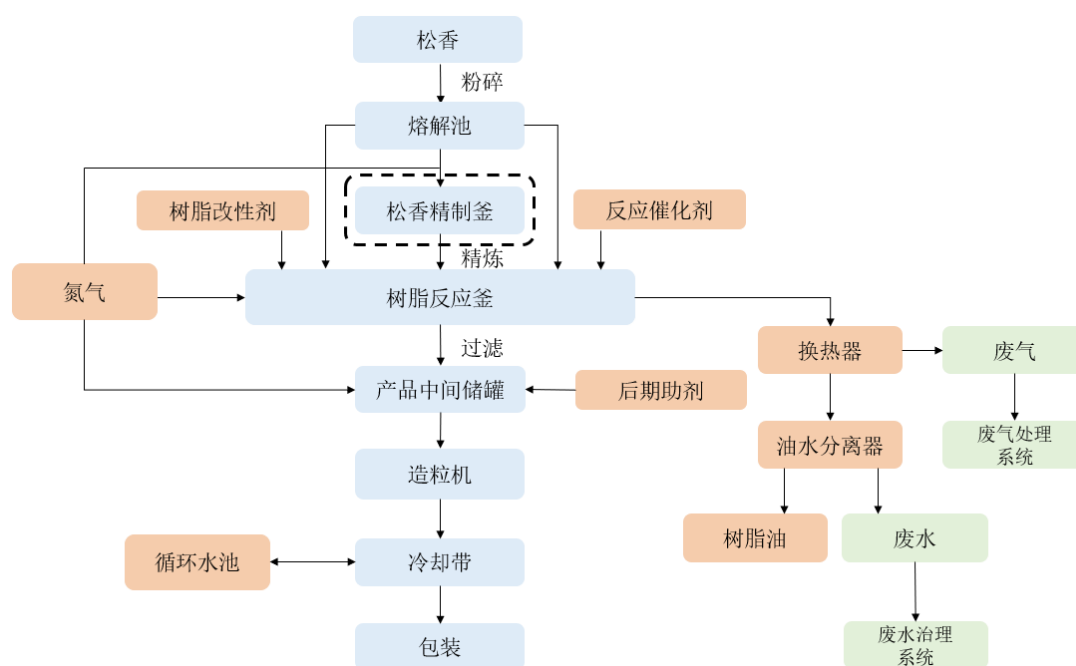 松香
粉碎
熔解池
松香精制釜
树脂改性剂
反应催化剂
精炼
氮气
树脂反应釜
过滤
换热器
废气
产品中间储罐
后期助剂
油水分离器
废气处理
系统
造粒机
树脂油
废水
循环水池
冷却带
包装
废水治理
系统